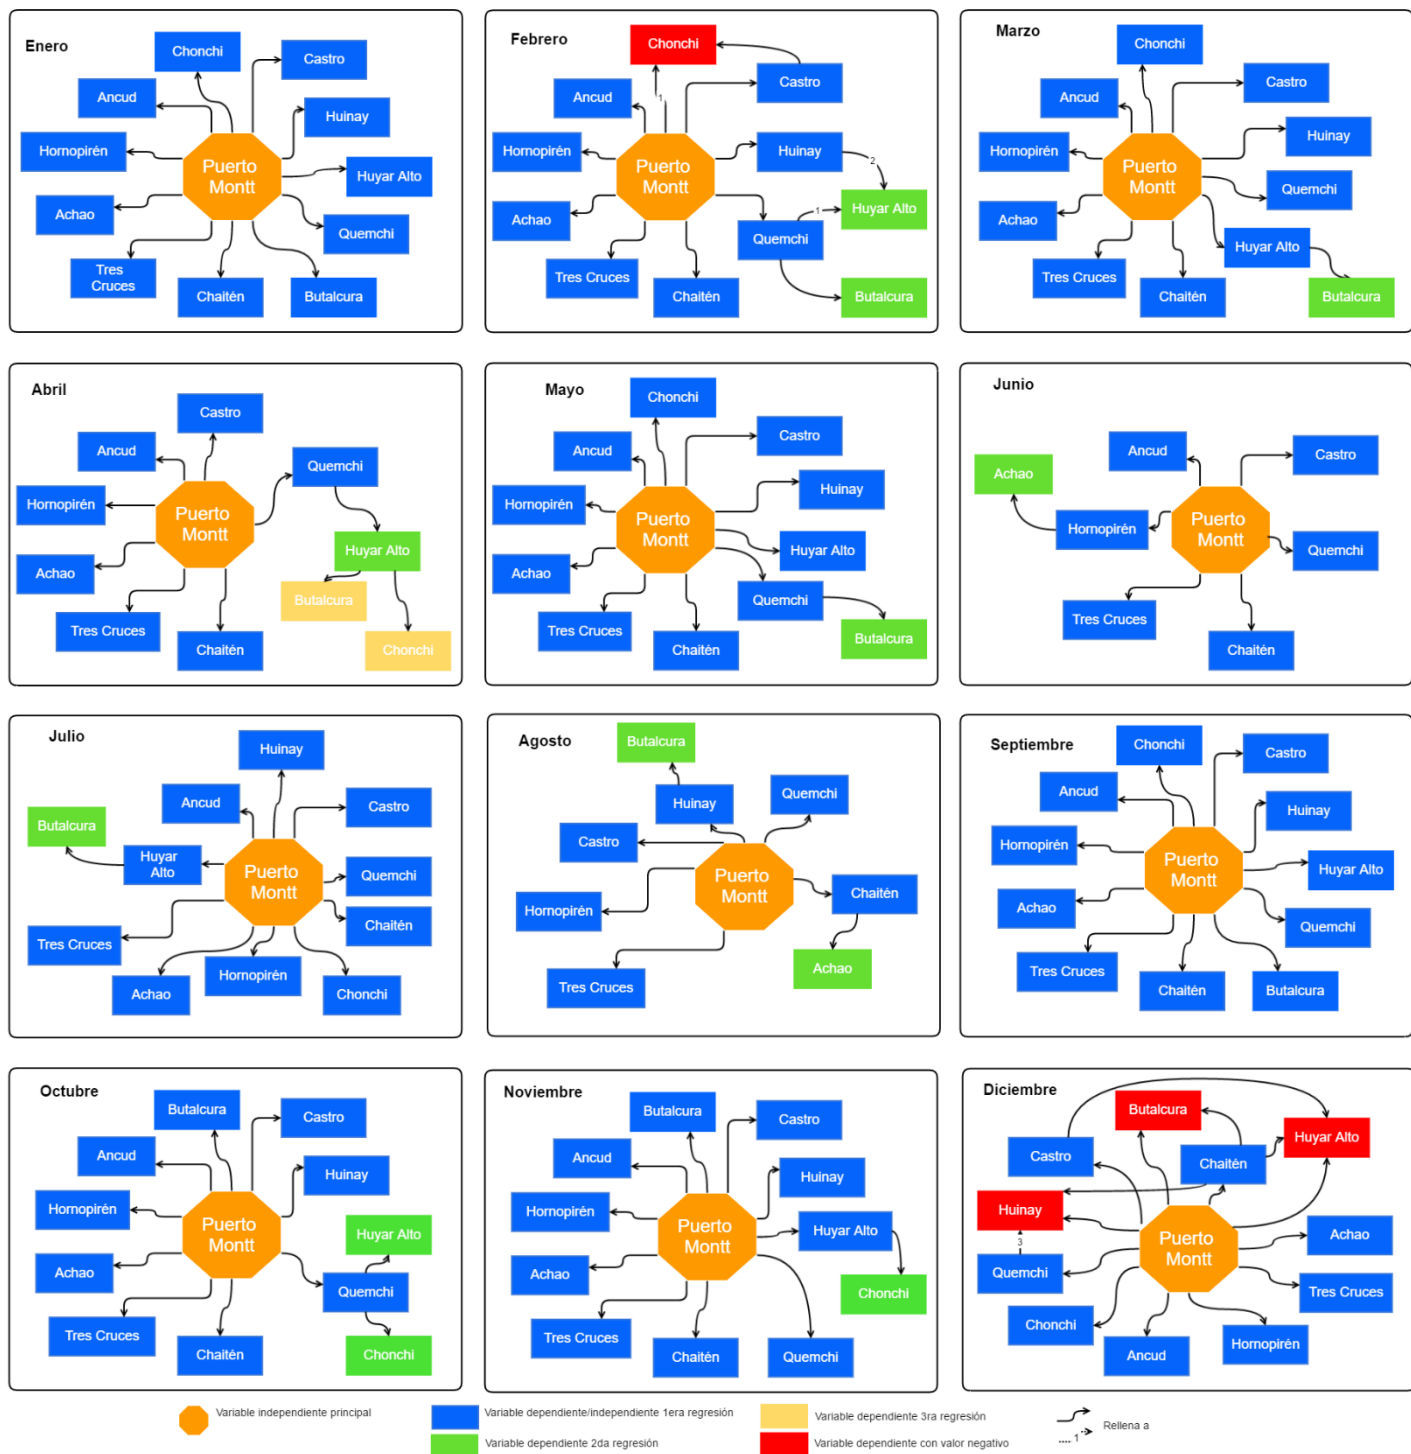 Enero
Chonchi
Castro
Ancud
Huinay
Hornopirén
Puerto
Montt
Huyar Alto
Achao
Quemchi
Tres
Cruces
Chaitén
Butalcura
Febrero
Chonchi
Castro
Ancud
1
Hornopirén
Huinay
2
Puerto
Montt
Achao
1
Huyar Alto
Quemchi
Tres Cruces
Chaitén
Butalcura
Marzo
Chonchi
Castro
Ancud
Huinay
Hornopirén
Puerto
Montt
Quemchi
Achao
Huyar Alto
Tres Cruces
Chaitén
Butalcura
Abril
Castro
Ancud
Quemchi
Hornopirén
Puerto
Montt
Huyar Alto
Achao
Butalcura
Tres Cruces
Chaitén
Chonchi
Mayo
Chonchi
Castro
Ancud
Huinay
Hornopirén
Puerto
Montt
Huyar Alto
Achao
Quemchi
Tres Cruces
Chaitén
Butalcura
Junio
Ancud
Castro
Achao
Hornopirén
Puerto
Montt
Quemchi
Tres Cruces
Chaitén
Julio
Huinay
Ancud
Castro
Butalcura
Huyar
Alto
Puerto
Montt
Quemchi
Chaitén
Tres Cruces
Achao
Hornopirén
Chonchi
Agosto
Butalcura
Huinay
Quemchi
Castro
Puerto
Montt
Chaitén
Hornopirén
Achao
Tres Cruces
Septiembre
Chonchi
Castro
Ancud
Huinay
Hornopirén
Puerto
Montt
Huyar Alto
Achao
Quemchi
Tres Cruces
Chaitén
Butalcura
Octubre
Butalcura
Castro
Ancud
Huinay
Hornopirén
Puerto
Montt
Huyar Alto
Achao
Quemchi
Tres Cruces
Chaitén
Chonchi
Noviembre
Butalcura
Castro
Ancud
Huinay
Hornopirén
Puerto
Montt
Huyar Alto
Achao
Chonchi
Tres Cruces
Chaitén
Quemchi
Diciembre
Butalcura
Huyar Alto
Castro
Chaitén
Huinay
3
Puerto
Montt
Achao
Quemchi
Tres Cruces
Chonchi
Hornopirén
Ancud
Variable independiente principal
Variable dependiente/independiente 1era regresión
Variable dependiente 3ra regresión
Rellena a
Variable dependiente 2da regresión
Variable dependiente con valor negativo
1